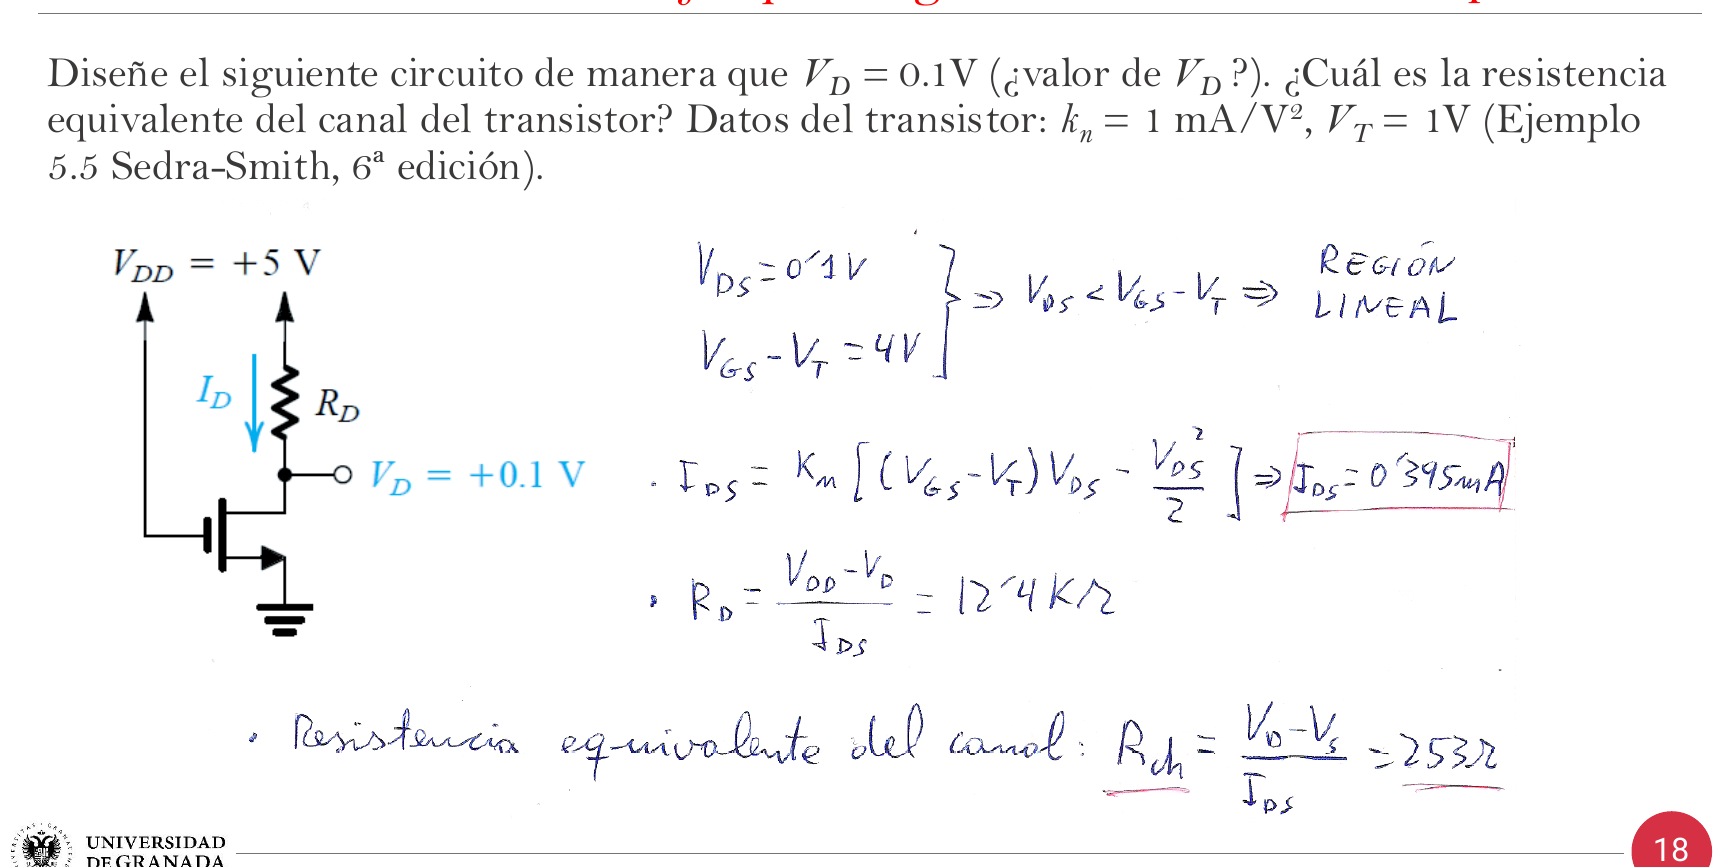 Diseñe el siguiente circuito de manera que V_D = 0.1V (¿valor de V_D?). ¿Cuál es la resistencia
equivalente del canal del transistor? Datos del transistor: k_n = 1 mA/V², V_T = 1V (Ejemplo
5.5 Sedra-Smith, 6ª edición).
V_DD = +5 V
I_D
R_D
V_D = +0.1 V
V_DS = 0´1V
V_GS - V_T = 4V
} ⇒ V_DS < V_GS - V_T ⇒ REGIÓN
LINEAL
· I_DS = K_n [(V_GS - V_T) V_DS - V_DS²/2] ⇒ I_DS = 0´395mA
· R_D = (V_DD - V_D)/I_DS = 12´4 KΩ
· Resistencia equivalente del canal: R_ch = (V_D - V_S)/I_DS = 253Ω
UNIVERSIDAD
DE GRANADA
18